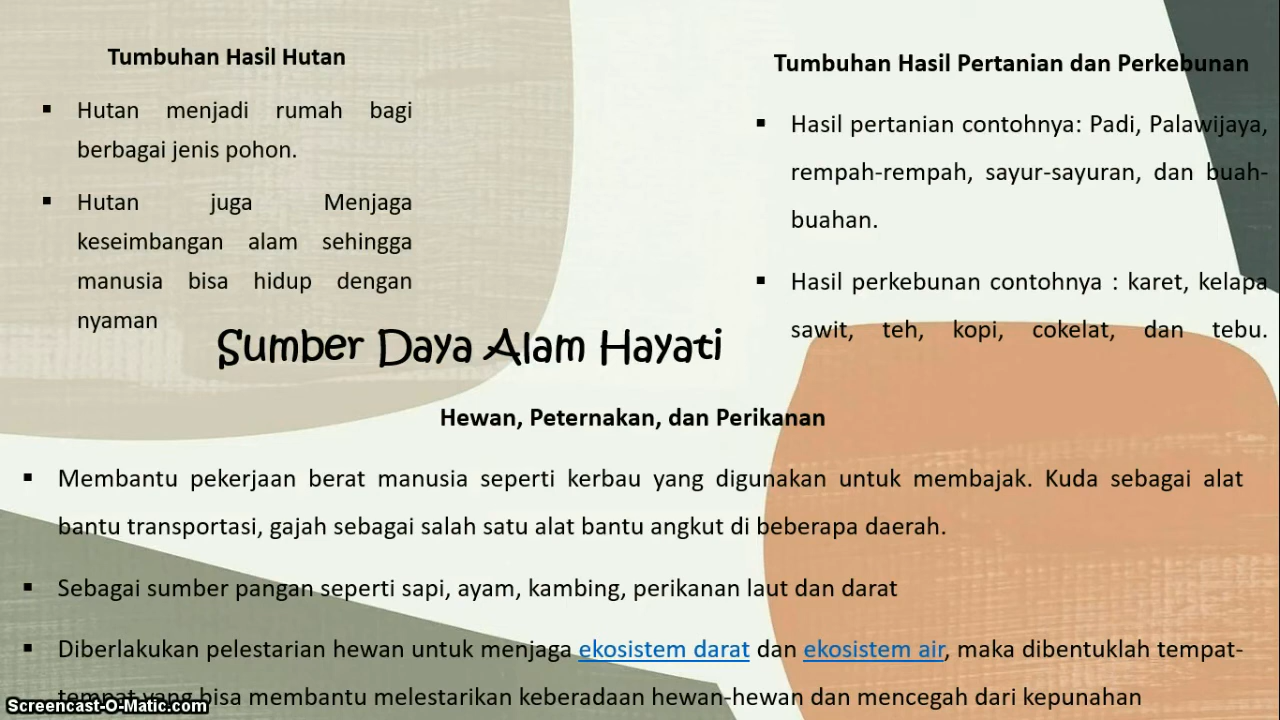 Tumbuhan Hasil Hutan
▪ Hutan menjadi rumah bagi
berbagai jenis pohon.
▪ Hutan juga Menjaga
keseimbangan alam sehingga
manusia bisa hidup dengan
nyaman
Tumbuhan Hasil Pertanian dan Perkebunan
▪ Hasil pertanian contohnya: Padi, Palawijaya,
rempah-rempah, sayur-sayuran, dan buah-
buahan.
▪ Hasil perkebunan contohnya : karet, kelapa
sawit, teh, kopi, cokelat, dan tebu.
Sumber Daya Alam Hayati
Hewan, Peternakan, dan Perikanan
▪ Membantu pekerjaan berat manusia seperti kerbau yang digunakan untuk membajak. Kuda sebagai alat
bantu transportasi, gajah sebagai salah satu alat bantu angkut di beberapa daerah.
▪ Sebagai sumber pangan seperti sapi, ayam, kambing, perikanan laut dan darat
▪ Diberlakukan pelestarian hewan untuk menjaga ekosistem darat dan ekosistem air, maka dibentuklah tempat-
tempat yang bisa membantu melestarikan keberadaan hewan-hewan dan mencegah dari kepunahan
Screencast-O-Matic.com